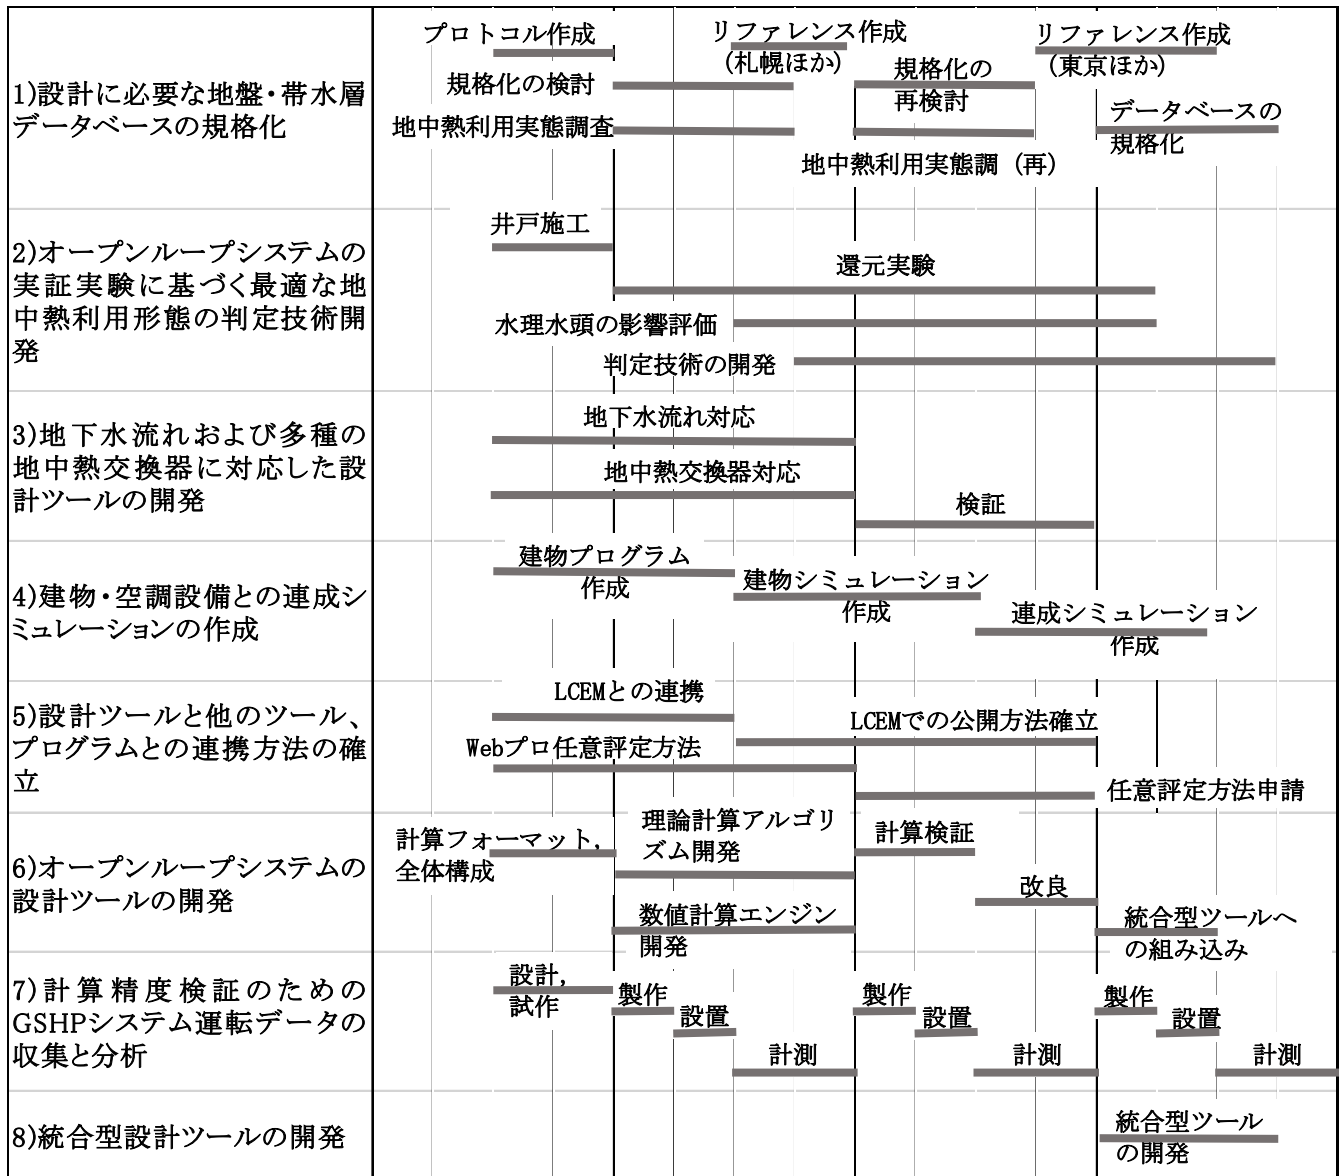 1)設計に必要な地盤・帯水層
データベースの規格化
プロトコル作成
規格化の検討
地中熱利用実態調査
リファレンス作成
(札幌ほか)
規格化の
再検討
地中熱利用実態調（再）
リファレンス作成
(東京ほか)
データベースの
規格化
2)オープンループシステムの
実証実験に基づく最適な地
中熱利用形態の判定技術開
発
井戸施工
還元実験
水理水頭の影響評価
判定技術の開発
3)地下水流れおよび多種の
地中熱交換器に対応した設
計ツールの開発
地下水流れ対応
地中熱交換器対応
検証
4)建物・空調設備との連成シ
ミュレーションの作成
建物プログラム
作成
建物シミュレーション
作成
連成シミュレーション
作成
5)設計ツールと他のツール、
プログラムとの連携方法の確
立
LCEMとの連携
LCEMでの公開方法確立
Webプロ任意評定方法
任意評定方法申請
6)オープンループシステムの
設計ツールの開発
計算フォーマット,
全体構成
理論計算アルゴリ
ズム開発
計算検証
改良
数値計算エンジン
開発
統合型ツールへ
の組み込み
7)計算精度検証のための
GSHPシステム運転データの
収集と分析
設計,
試作
製作
設置
計測
製作
設置
計測
製作
設置
計測
8)統合型設計ツールの開発
統合型ツール
の開発